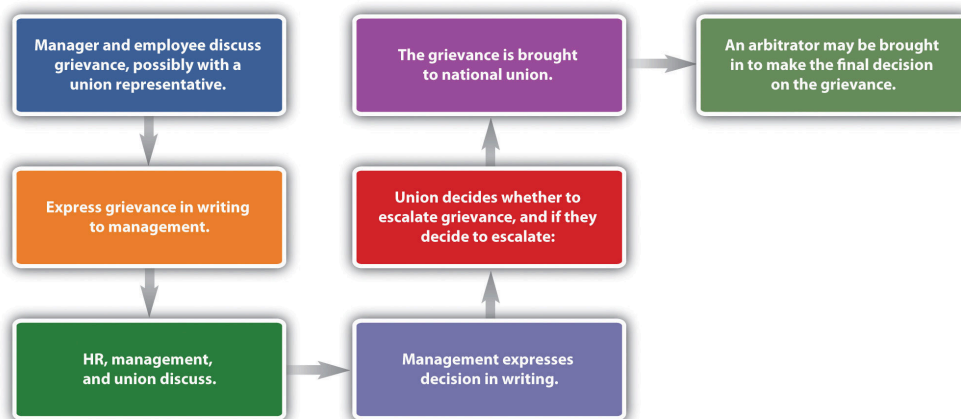 Manager and employee discuss
grievance, possibly with a
union representative.
Express grievance in writing
to management.
HR, management,
and union discuss.
Management expresses
decision in writing.
Union decides whether to
escalate grievance, and if they
decide to escalate:
The grievance is brought
to national union.
An arbitrator may be brought
in to make the final decision
on the grievance.